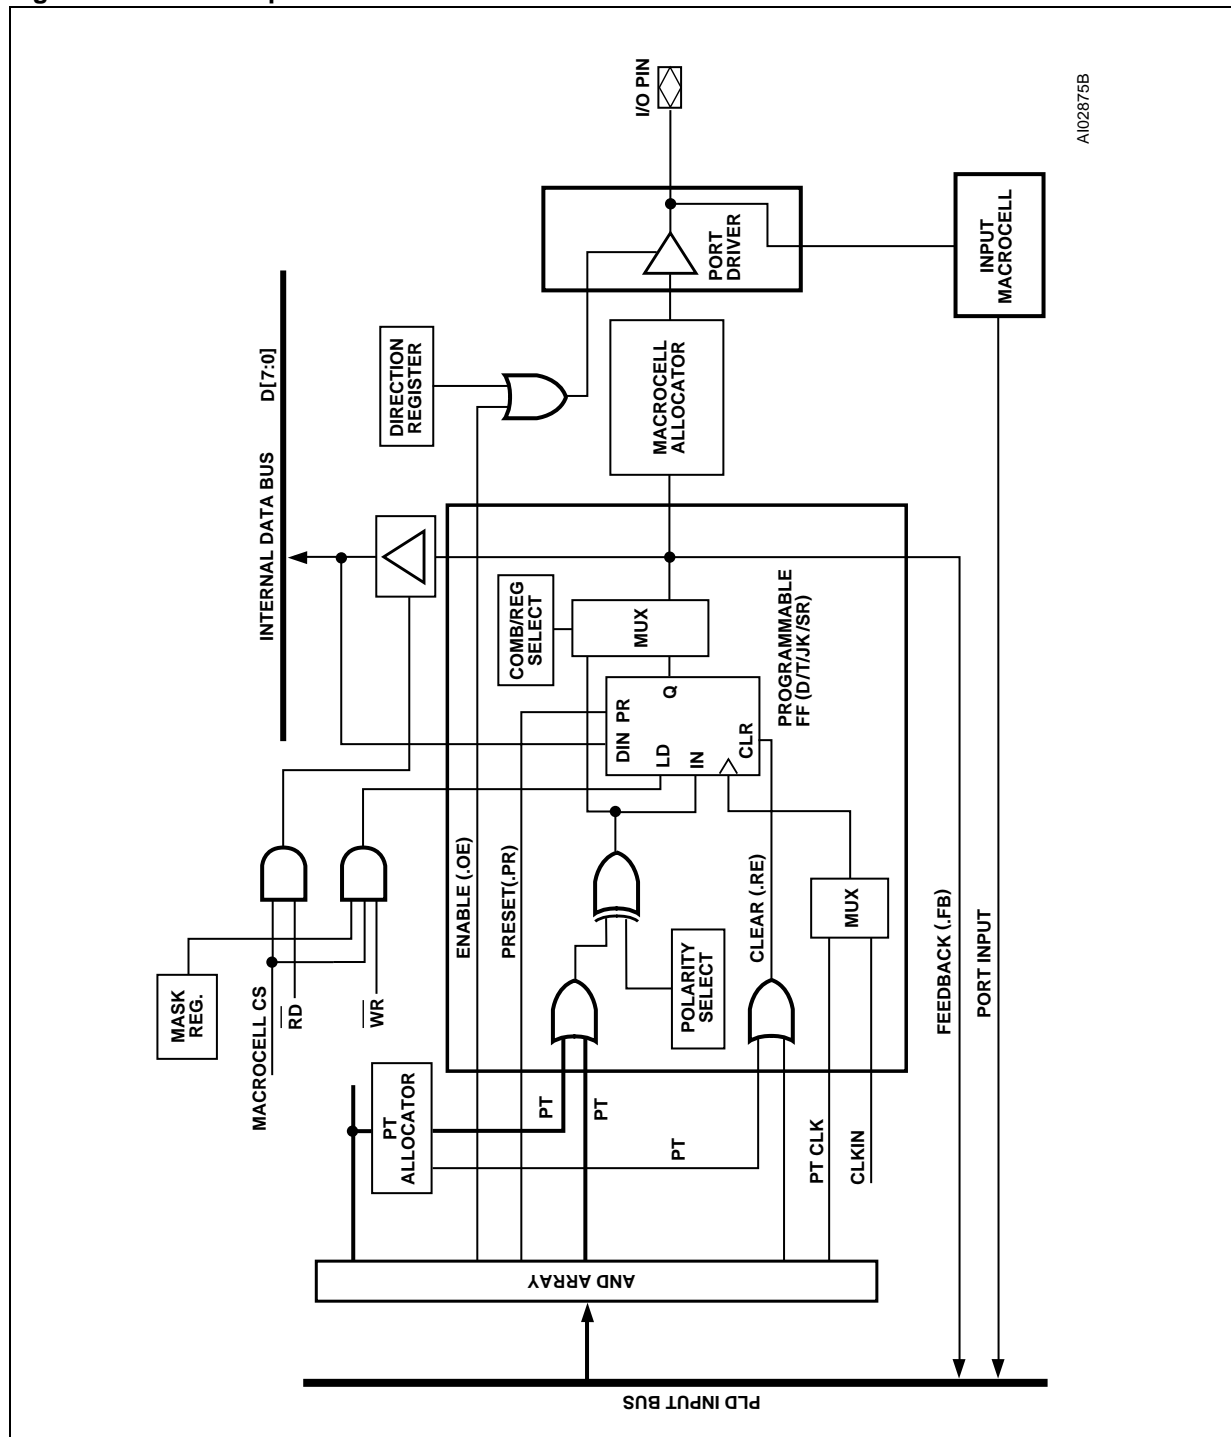 MASK
REG.
MACROCELL CS
RD
WR
INTERNAL DATA BUS D[7:0]
DIRECTION
REGISTER
PT
ALLOCATOR
PT
PT
PT
PT CLK
CLKIN
AND ARRAY
PLD INPUT BUS
ENABLE (.OE)
PRESET(.PR)
POLARITY
SELECT
CLEAR (.RE)
MUX
COMB/REG
SELECT
MUX
DIN PR
LD
Q
IN
CLR
PROGRAMMABLE
FF (D/T/JK/SR)
FEEDBACK (.FB)
PORT INPUT
MACROCELL
ALLOCATOR
PORT
DRIVER
I/O PIN
INPUT
MACROCELL
AI02875B